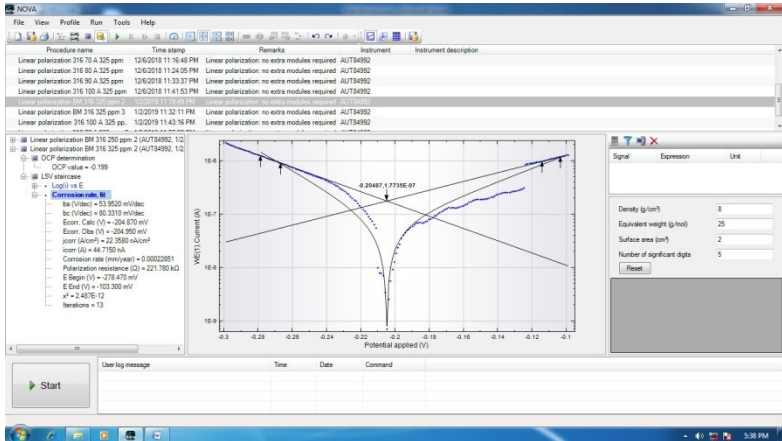 NOVA
File View Profile Run Tools Help
Procedure name Time stamp Remarks Instrument Instrument description
Linear polarization 316 70 A 325 ppm 12/6/2018 11:16:48 PM Linear polarization: no extra modules required AUT84992
Linear polarization 316 80 A 325 ppm 12/6/2018 11:24:05 PM Linear polarization: no extra modules required AUT84992
Linear polarization 316 90 A 325 ppm 12/6/2018 11:33:37 PM Linear polarization: no extra modules required AUT84992
Linear polarization 316 100 A 325 ppm 12/6/2018 11:41:53 PM Linear polarization: no extra modules required AUT84992
Linear polarization BM 316 325 ppm 2 1/2/2019 11:19:49 PM Linear polarization: no extra modules required AUT84992
Linear polarization BM 316 325 ppm 3 1/2/2019 11:32:11 PM Linear polarization: no extra modules required AUT84992
Linear polarization 316 100 A 325 pp.. 1/2/2019 11:43:16 PM Linear polarization: no extra modules required AUT84992
Linear polarization BM 316 250 ppm 2 (AUT84992, 1/2
Linear polarization BM 316 325 ppm 2 (AUT84992, 1/2
OCP determination
OCP value = -0.199
LSV staircase
Log(i) vs E
Corrosion rate, fit
ba (V/dec) = 53.9520 mV/dec
bc (V/dec) = 80.3310 mV/dec
Ecorr, Calc (V) = -204.870 mV
Ecorr, Obs (V) = -204.950 mV
jcorr (A/cm²) = 22.3580 nA/cm²
icorr (A) = 44.7150 nA
Corrosion rate (mm/year) = 0.00022851
Polarization resistance (Ω) = 221.780 kΩ
E Begin (V) = -278.470 mV
E End (V) = -103.300 mV
x² = 2.487E-12
Iterations = 13
WE(1).Current (A)
1E-6
1E-7
1E-8
1E-9
-0.20487,1.7735E-07
-0.3 -0.28 -0.26 -0.24 -0.22 -0.2 -0.18 -0.16 -0.14 -0.12 -0.1
Potential applied (V)
Signal Expression Unit
Density (g/cm³) 8
Equivalent weight (g/mol) 25
Surface area (cm²) 2
Number of significant digits 5
Reset
Start
User log message Time Date Command
5:38 PM